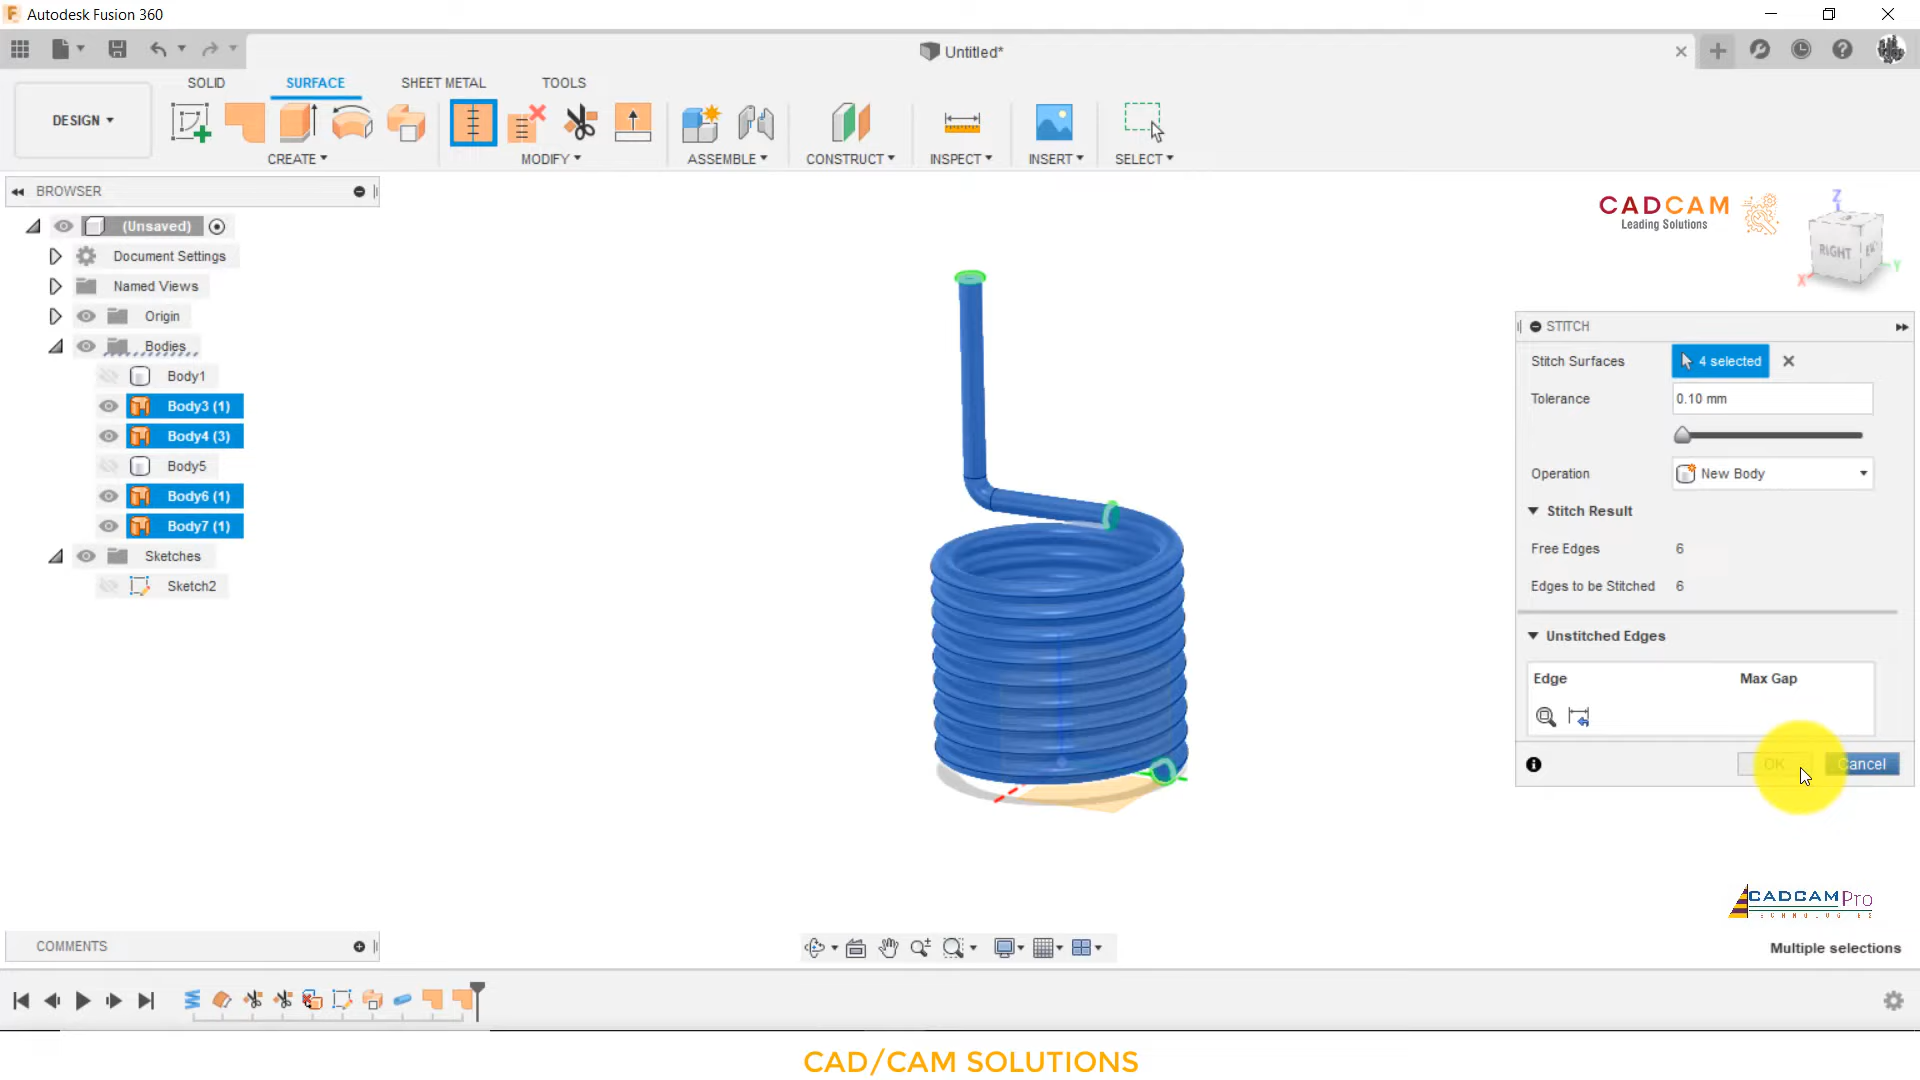 Autodesk Fusion 360
Untitled*
SOLID
SURFACE
SHEET METAL
TOOLS
DESIGN
CREATE
MODIFY
ASSEMBLE
CONSTRUCT
INSPECT
INSERT
SELECT
BROWSER
(Unsaved)
Document Settings
Named Views
Origin
Bodies
Body1
Body3 (1)
Body4 (3)
Body5
Body6 (1)
Body7 (1)
Sketches
Sketch2
CADCAM
Leading Solutions
Z
RIGHT
X
Y
STITCH
Stitch Surfaces
4 selected
Tolerance
0.10 mm
Operation
New Body
Stitch Result
Free Edges
6
Edges to be Stitched
6
Unstitched Edges
Edge
Max Gap
OK
Cancel
CADCAM Pro
Multiple selections
COMMENTS
CAD/CAM SOLUTIONS